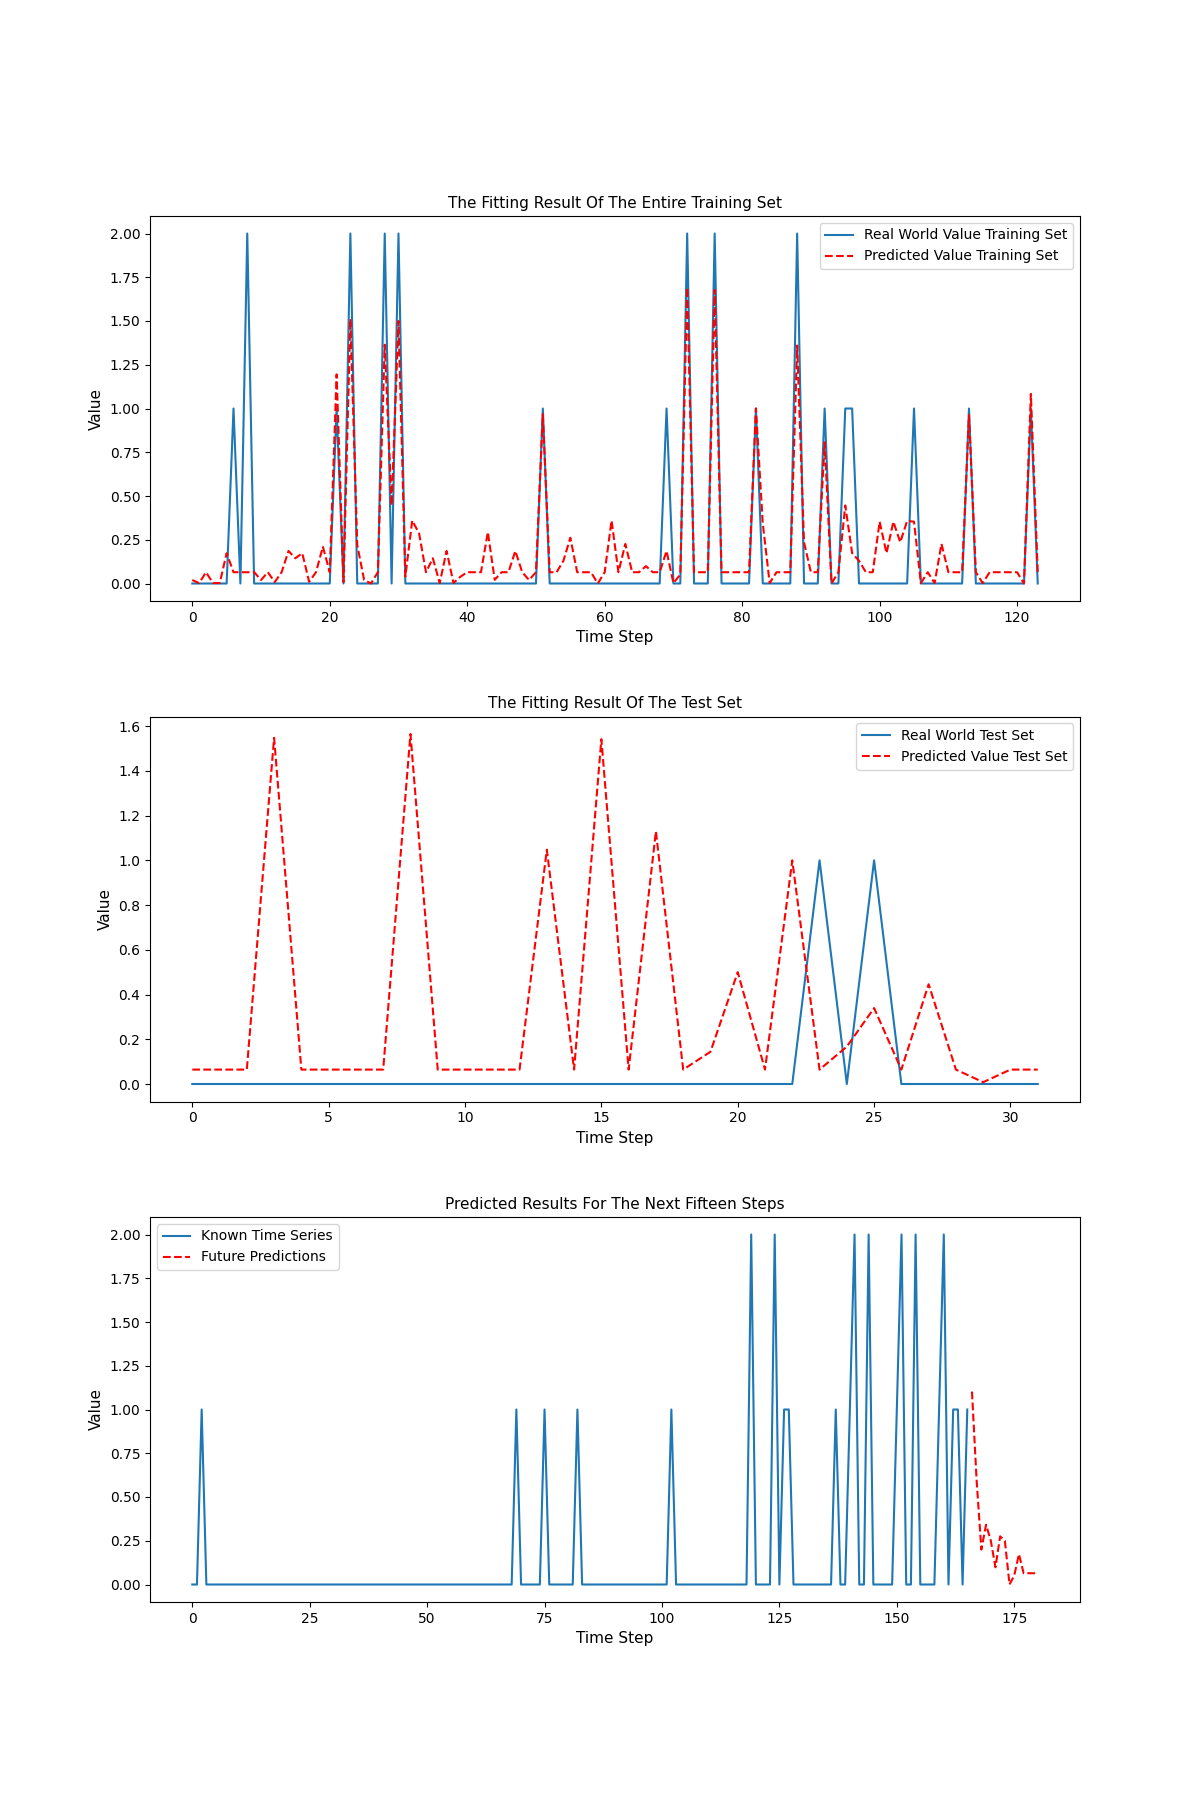 The Fitting Result Of The Entire Training Set
Real World Value Training Set
Predicted Value Training Set
2.00
1.75
1.50
1.25
1.00
0.75
0.50
0.25
0.00
Value
0 20 40 60 80 100 120
Time Step
The Fitting Result Of The Test Set
Real World Test Set
Predicted Value Test Set
1.6
1.4
1.2
1.0
0.8
0.6
0.4
0.2
0.0
Value
0 5 10 15 20 25 30
Time Step
Predicted Results For The Next Fifteen Steps
Known Time Series
Future Predictions
2.00
1.75
1.50
1.25
1.00
0.75
0.50
0.25
0.00
Value
0 25 50 75 100 125 150 175
Time Step